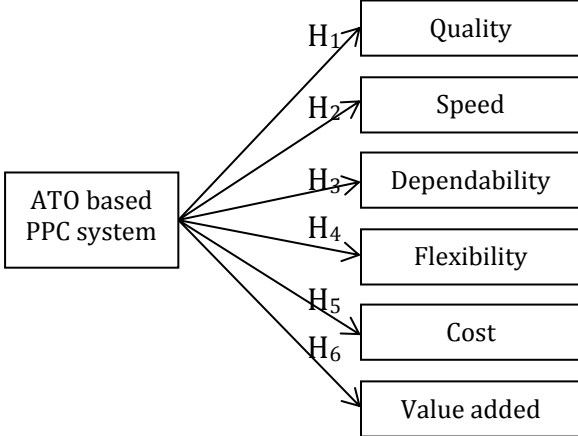 Quality
H₁
Speed
H₂
Dependability
H₃
ATO based
PPC system
H₄
Flexibility
H₅
Cost
H₆
Value added